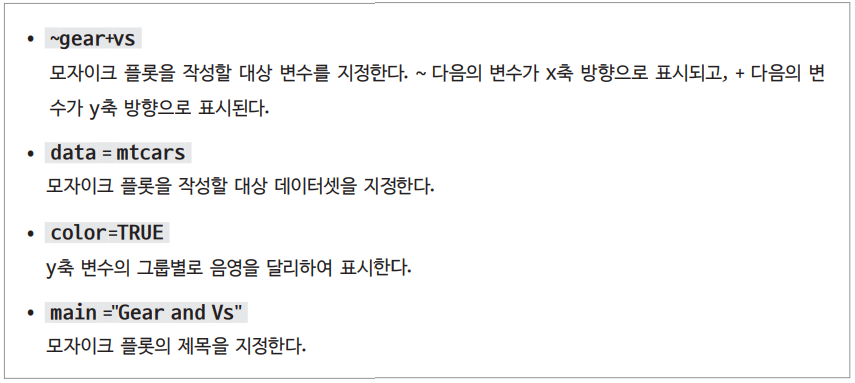 • ~gear+vs
모자이크 플롯을 작성할 대상 변수를 지정한다. ~ 다음의 변수가 x축 방향으로 표시되고, + 다음의 변
수가 y축 방향으로 표시된다.
• data = mtcars
모자이크 플롯을 작성할 대상 데이터셋을 지정한다.
• color=TRUE
y축 변수의 그룹별로 음영을 달리하여 표시한다.
• main ="Gear and Vs"
모자이크 플롯의 제목을 지정한다.